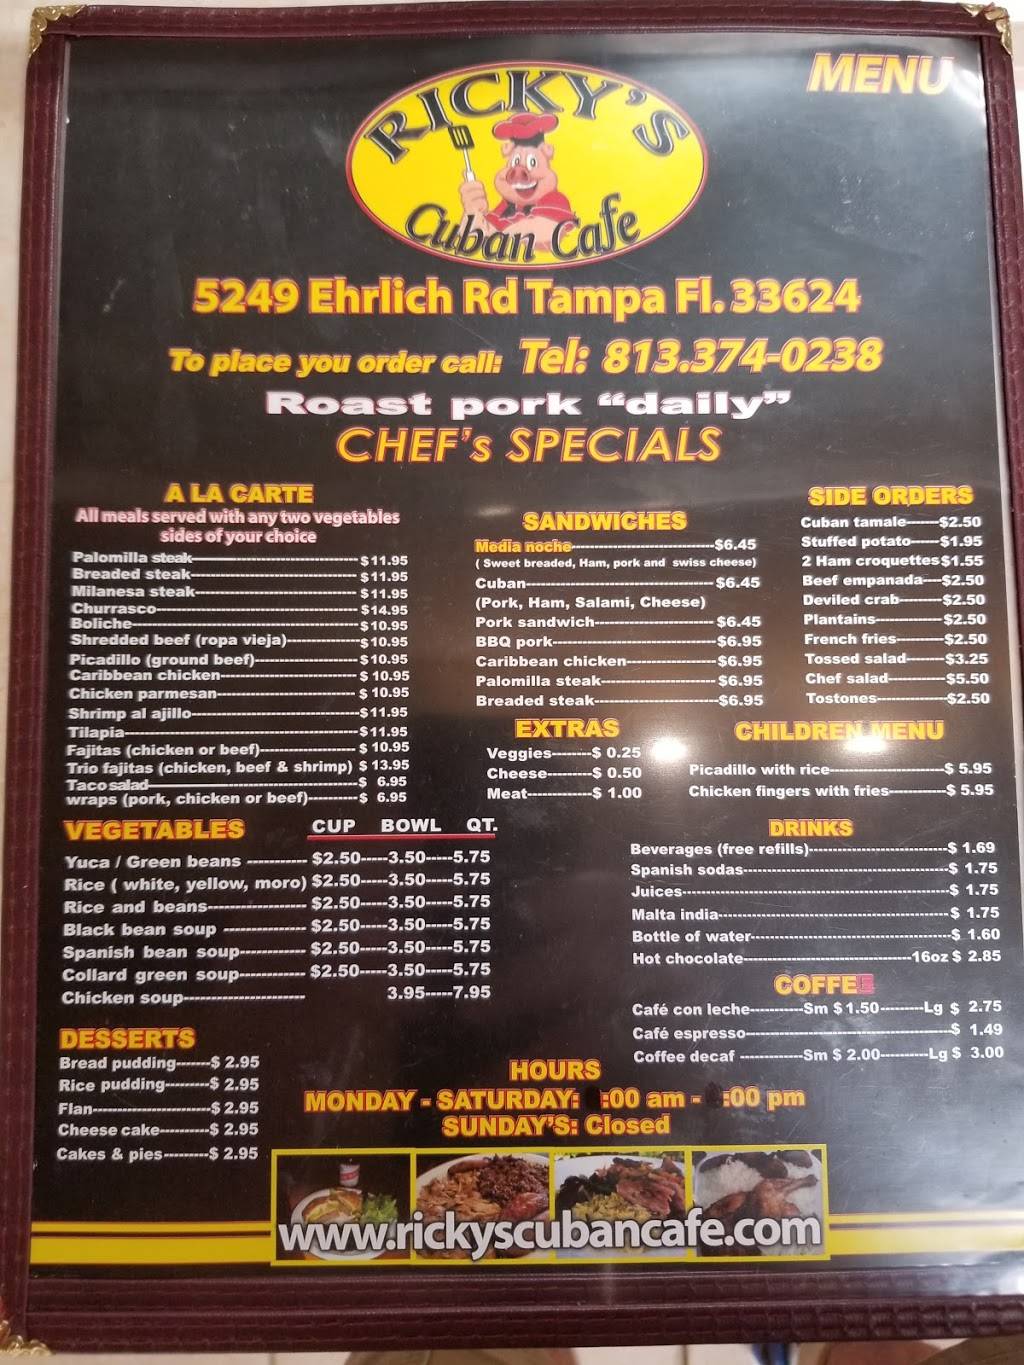 MENU
RICKY'S
Cuban Cafe
5249 Ehrlich Rd Tampa Fl. 33624
To place you order call: Tel: 813.374-0238
Roast pork “daily”
CHEF's SPECIALS
A LA CARTE
All meals served with any two vegetables
sides of your choice
Palomilla steak $11.95
Breaded steak $11.95
Milanesa steak $11.95
Churrasco $14.95
Boliche $10.95
Shredded beef (ropa vieja) $10.95
Picadillo (ground beef) $10.95
Caribbean chicken $ 10.95
Chicken parmesan $ 10.95
Shrimp al ajillo $11.95
Tilapia $11.95
Fajitas (chicken or beef) $ 10.95
Trio fajitas (chicken, beef & shrimp) $ 13.95
Taco salad $ 6.95
wraps (pork, chicken or beef) $ 6.95
SANDWICHES
Media noche $6.45
( Sweet breaded, Ham, pork and swiss cheese)
Cuban $6.45
(Pork, Ham, Salami, Cheese)
Pork sandwich $6.45
BBQ pork $6.95
Caribbean chicken $6.95
Palomilla steak $6.95
Breaded steak $6.95
EXTRAS
Veggies $ 0.25
Cheese $ 0.50
Meat $ 1.00
SIDE ORDERS
Cuban tamale $2.50
Stuffed potato $1.95
2 Ham croquettes $1.55
Beef empanada $2.50
Deviled crab $2.50
Plantains $2.50
French fries $2.50
Tossed salad $3.25
Chef salad $5.50
Tostones $2.50
CHILDREN MENU
Picadillo with rice $ 5.95
Chicken fingers with fries $ 5.95
VEGETABLES CUP BOWL QT.
Yuca / Green beans $2.50 3.50 5.75
Rice ( white, yellow, moro) $2.50 3.50 5.75
Rice and beans $2.50 3.50 5.75
Black bean soup $2.50 3.50 5.75
Spanish bean soup $2.50 3.50 5.75
Collard green soup $2.50 3.50 5.75
Chicken soup 3.95 7.95
DRINKS
Beverages (free refills) $ 1.69
Spanish sodas $ 1.75
Juices $ 1.75
Malta india $ 1.75
Bottle of water $ 1.60
Hot chocolate 16oz $ 2.85
COFFEE
Café con leche Sm $1.50 Lg $ 2.75
Café espresso $ 1.49
Coffee decaf Sm $ 2.00 Lg $ 3.00
DESSERTS
Bread pudding $ 2.95
Rice pudding $ 2.95
Flan $ 2.95
Cheese cake $ 2.95
Cakes & pies $ 2.95
HOURS
MONDAY - SATURDAY: :00 am - :00 pm
SUNDAY'S: Closed
www.rickyscubancafe.com